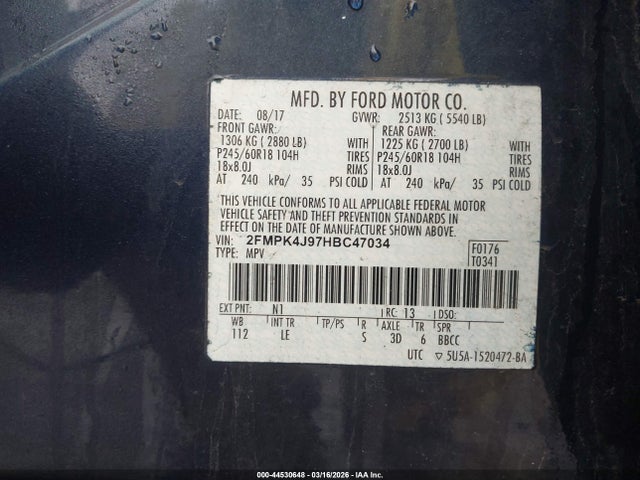 MFD. BY FORD MOTOR CO.
DATE: 08/17 GVWR: 2513 KG ( 5540 LB)
FRONT GAWR: REAR GAWR:
1306 KG ( 2880 LB) WITH 1225 KG ( 2700 LB) WITH
P245/60R18 104H TIRES P245/60R18 104H TIRES
18x8.0J RIMS 18x8.0J RIMS
AT 240 kPa/ 35 PSI COLD AT 240 kPa/ 35 PSI COLD
THIS VEHICLE CONFORMS TO ALL APPLICABLE FEDERAL MOTOR
VEHICLE SAFETY AND THEFT PREVENTION STANDARDS IN
EFFECT ON THE DATE OF MANUFACTURE SHOWN ABOVE.
VIN: 2FMPK4J97HBC47034 F0176
TYPE: MPV T0341
EXT PNT: N1 RC: 13 DSO:
WB INT TR TP/PS R AXLE TR SPR
112 LE S 3D 6 BBCC
UTC ▽ 5U5A-1520472-BA
000-44530648 - 03/16/2026 - IAA Inc.